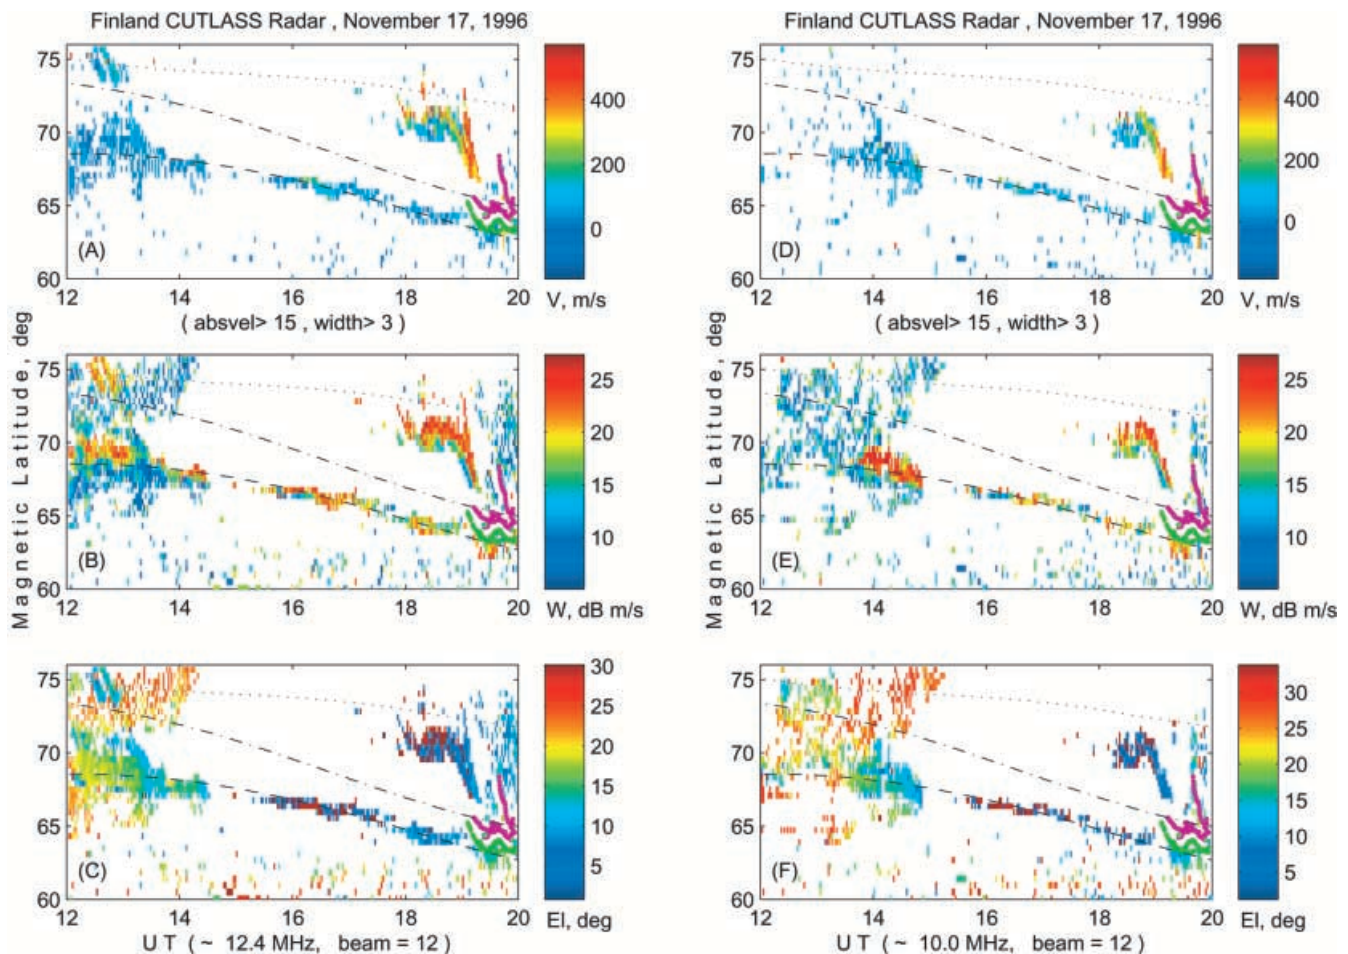 Finland CUTLASS Radar , November 17, 1996
Finland CUTLASS Radar , November 17, 1996
75
70
65
60
(A)
12 14 16 18 20
400
200
0
V, m/s
75
70
65
60
(D)
12 14 16 18 20
400
200
0
V, m/s
( absvel> 15 , width> 3 )
( absvel> 15 , width> 3 )
Magnetic Latitude, deg
75
70
65
60
(B)
12 14 16 18 20
25
20
15
10
W, dB m/s
Magnetic Latitude, deg
75
70
65
60
(E)
12 14 16 18 20
25
20
15
10
W, dB m/s
75
70
65
60
(C)
12 14 16 18 20
30
25
20
15
10
5
El, deg
75
70
65
60
(F)
12 14 16 18 20
30
25
20
15
10
5
El, deg
U T ( ~ 12.4 MHz, beam = 12 )
U T ( ~ 10.0 MHz, beam = 12 )